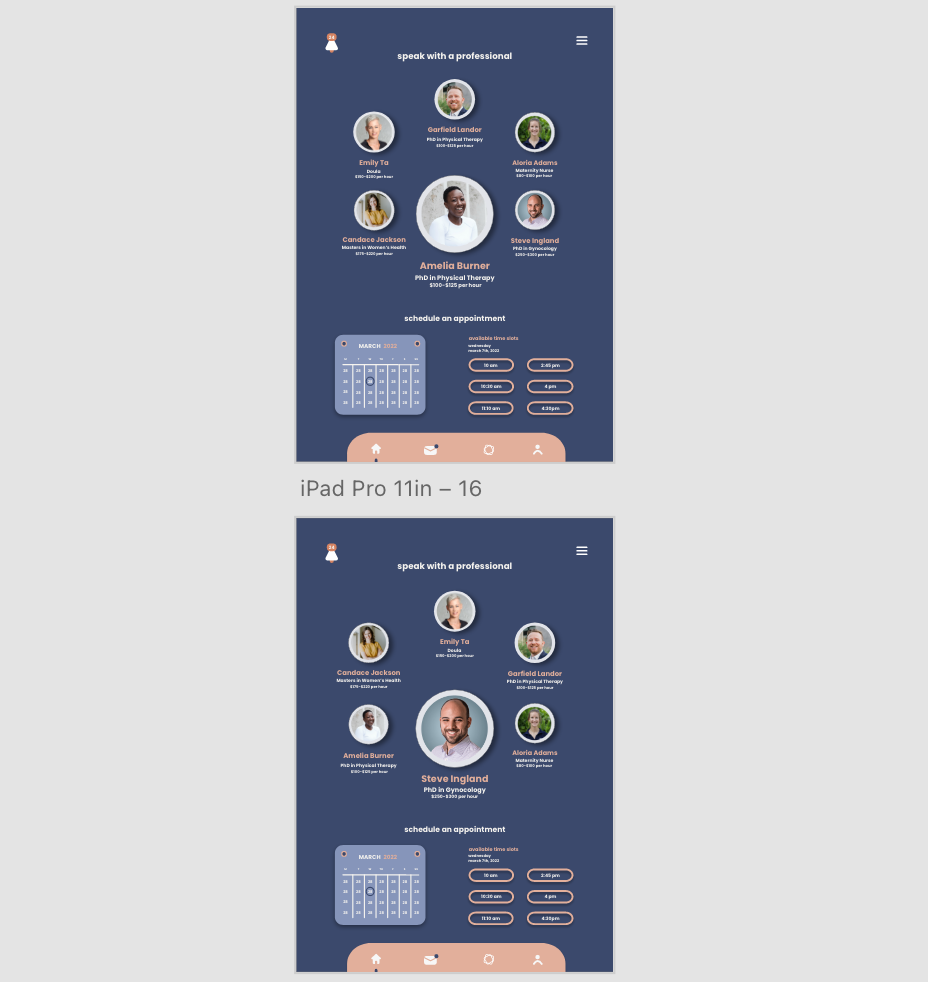 24
speak with a professional
Garfield Landor
PhD in Physical Therapy
$100-$125 per hour
Emily Ta
Doula
$150-$200 per hour
Aloria Adams
Maternity Nurse
$80-$100 per hour
Candace Jackson
Masters in Women's Health
$175-$220 per hour
Steve Ingland
PhD in Gynocology
$250-$300 per hour
Amelia Burner
PhD in Physical Therapy
$100-$125 per hour
schedule an appointment
MARCH 2022
available time slots
wednesday
march 7th, 2022
10 am 2:45 pm
10:30 am 4 pm
11:10 am 4:30pm
iPad Pro 11in – 16
24
speak with a professional
Emily Ta
Doula
$150-$200 per hour
Candace Jackson
Masters in Women's Health
$175-$220 per hour
Garfield Landor
PhD in Physical Therapy
$100-$125 per hour
Amelia Burner
PhD in Physical Therapy
$100-$125 per hour
Aloria Adams
Maternity Nurse
$80-$100 per hour
Steve Ingland
PhD in Gynocology
$250-$300 per hour
schedule an appointment
MARCH 2022
available time slots
wednesday
march 7th, 2022
10 am 2:45 pm
10:30 am 4 pm
11:10 am 4:30pm